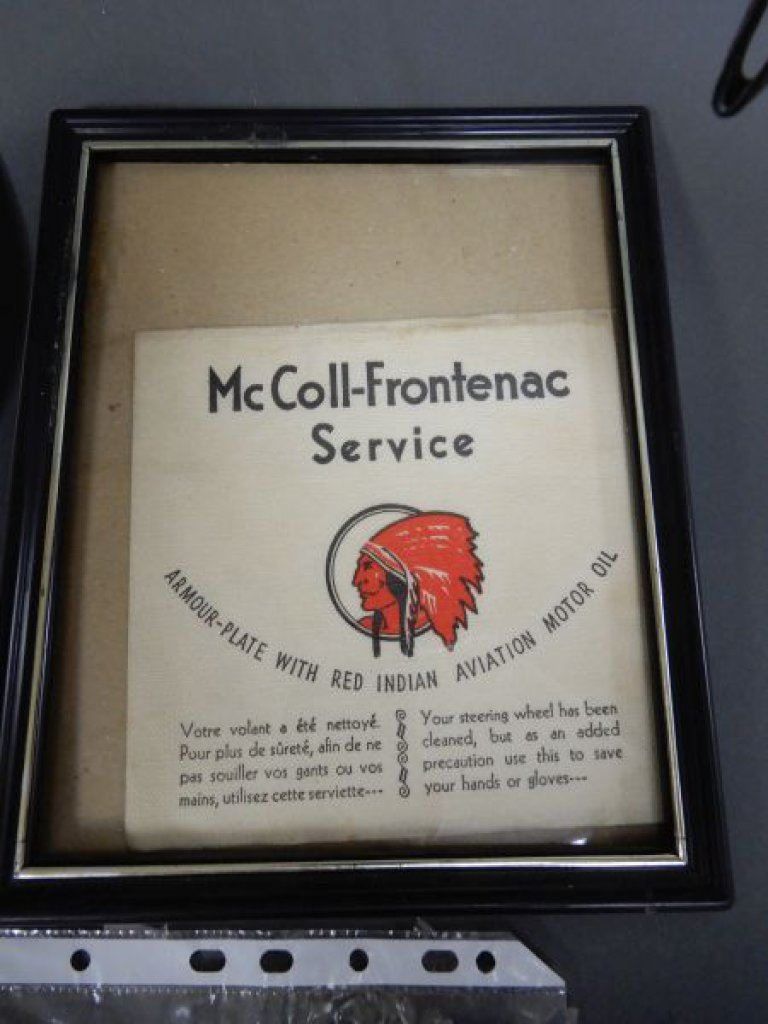 Mc Coll-Frontenac
Service
ARMOUR-PLATE WITH RED INDIAN AVIATION MOTOR OIL
Votre volant a été nettoyé.
Pour plus de sûreté, afin de ne
pas souiller vos gants ou vos
mains, utilisez cette serviette---
Your steering wheel has been
cleaned, but as an added
precaution use this to save
your hands or gloves---